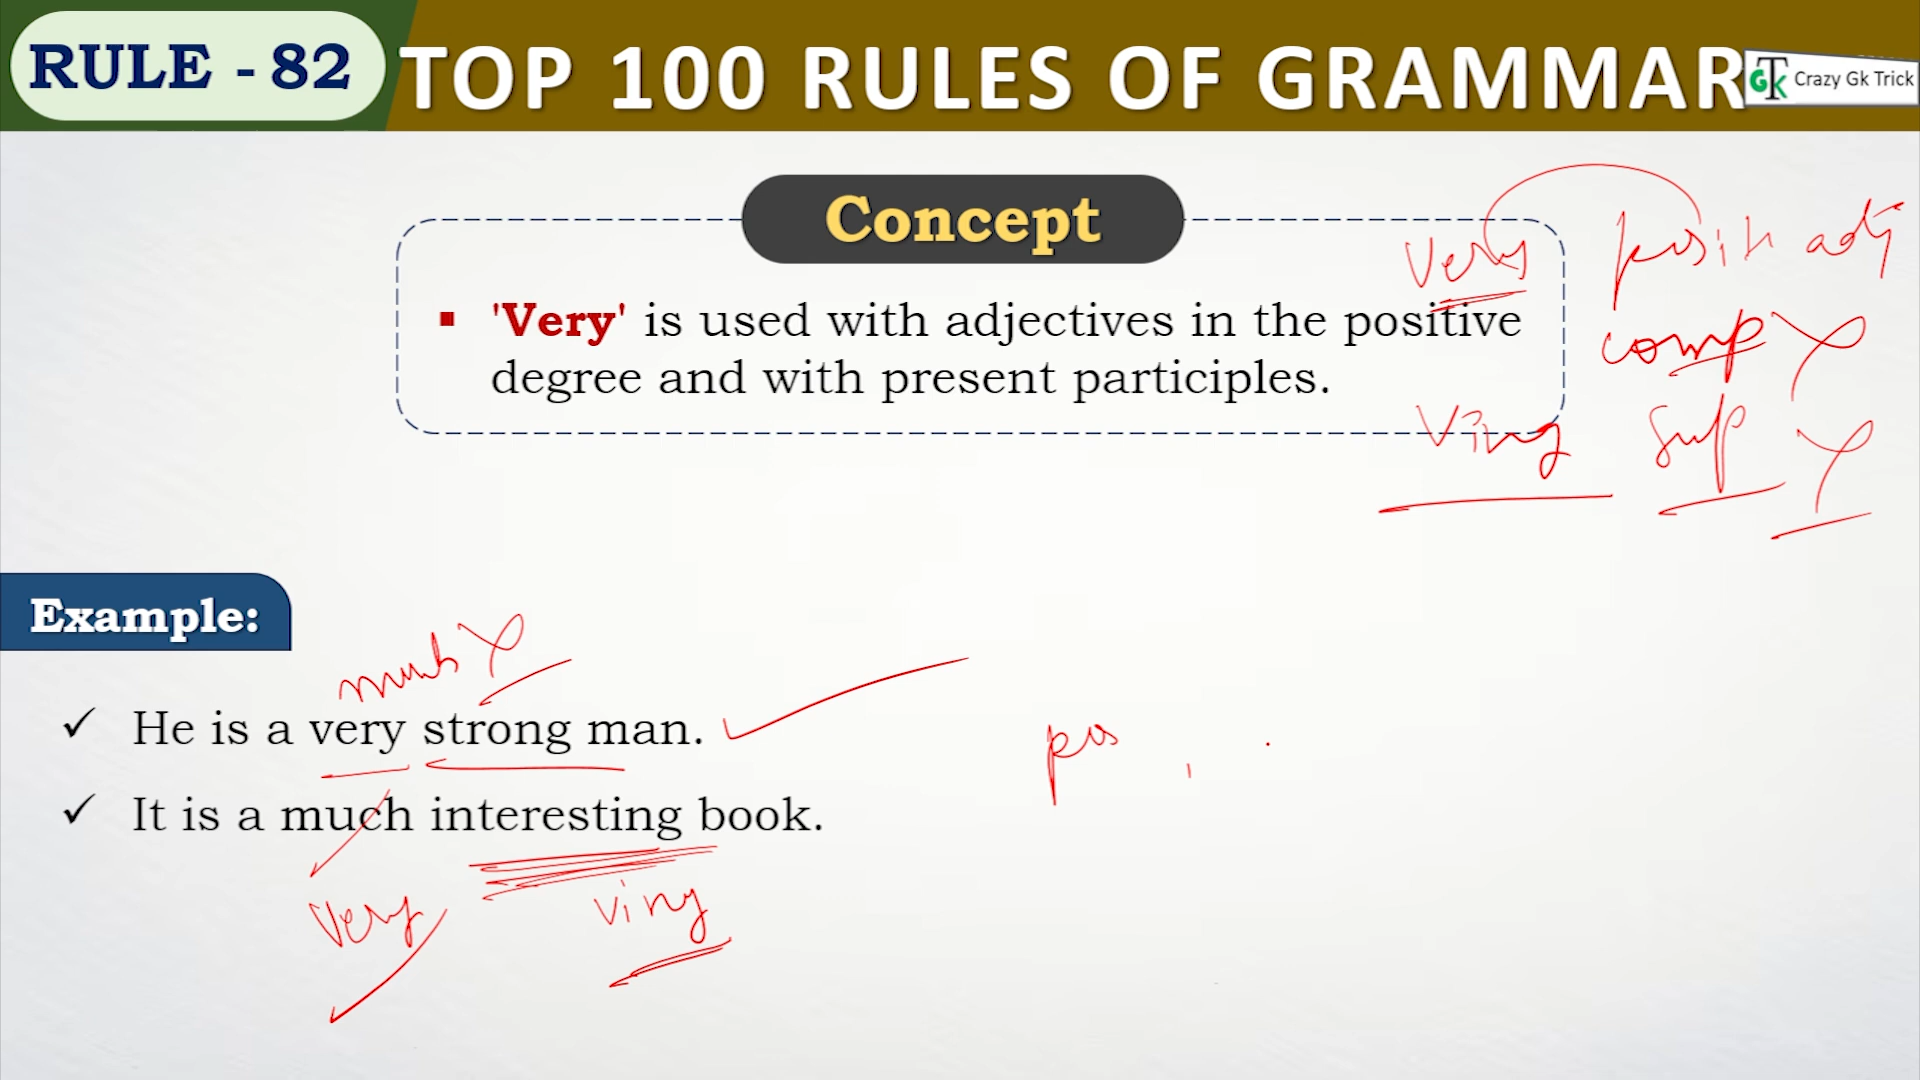 RULE - 82
TOP 100 RULES OF GRAMMAR
GTK Crazy Gk Trick
Concept
▪ 'Very' is used with adjectives in the positive
degree and with present participles.
Very posit adj
comp X
Ving sup X
Example:
much X
✓ He is a very strong man. ✓
pos
✓ It is a much interesting book.
very Ving